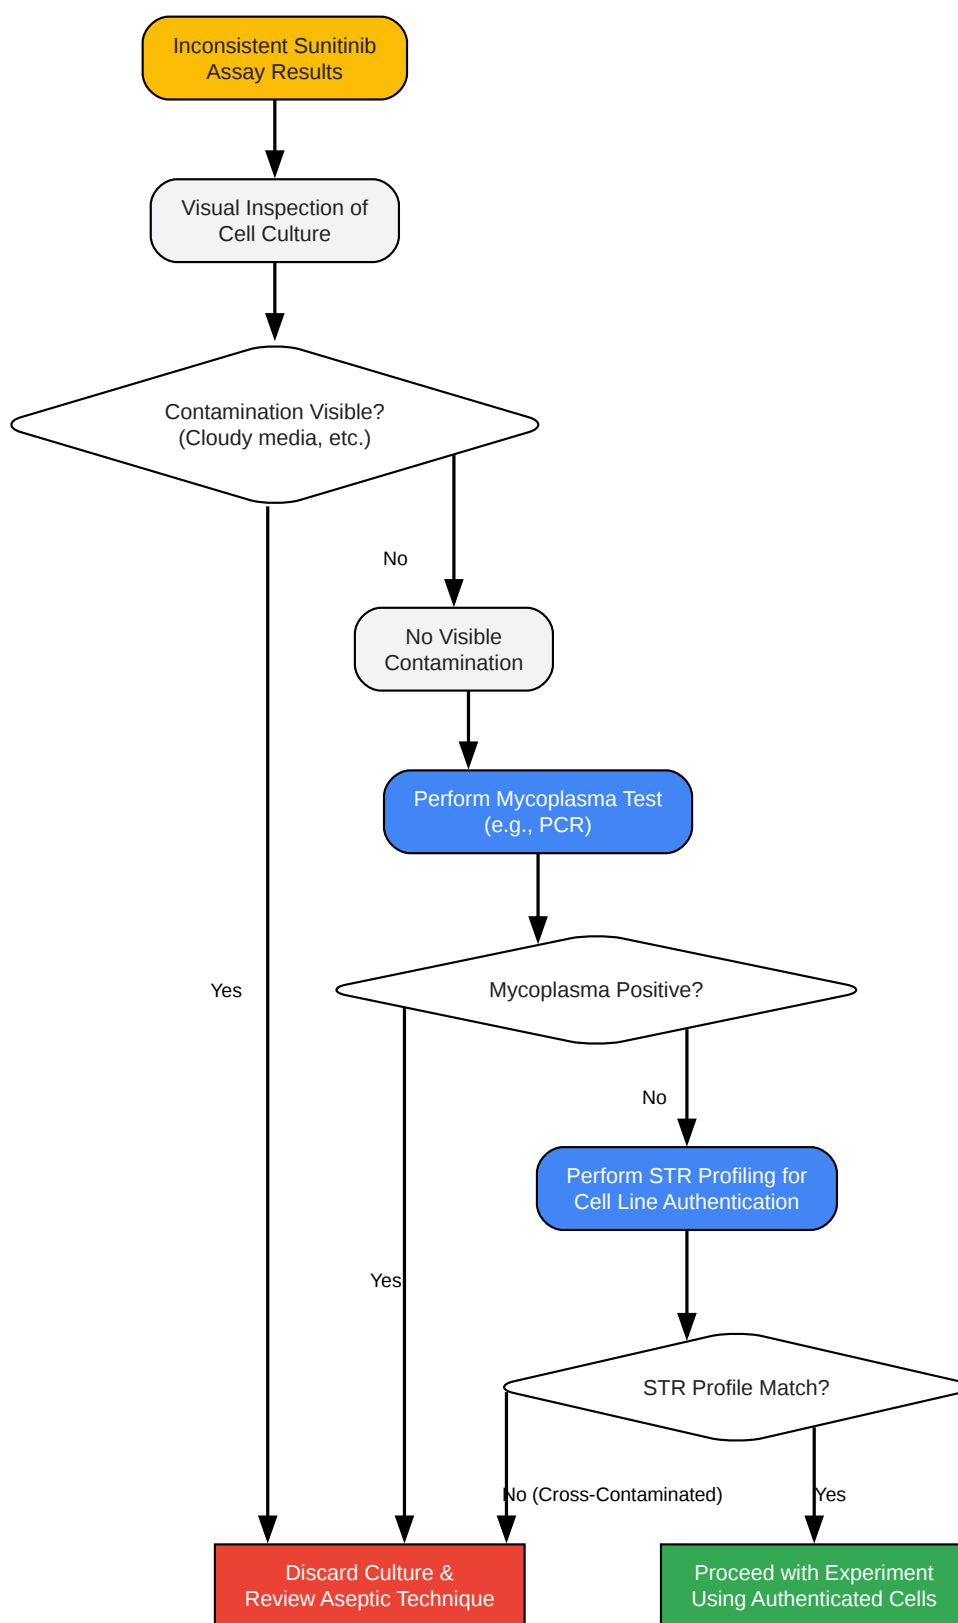 Inconsistent Sunitinib
Assay Results
Visual Inspection of
Cell Culture
Contamination Visible?
(Cloudy media, etc.)
No
No Visible
Contamination
Perform Mycoplasma Test
(e.g., PCR)
Yes
Mycoplasma Positive?
No
Perform STR Profiling for
Cell Line Authentication
Yes
STR Profile Match?
No (Cross-Contaminated)
Yes
Discard Culture &
Review Aseptic Technique
Proceed with Experiment
Using Authenticated Cells